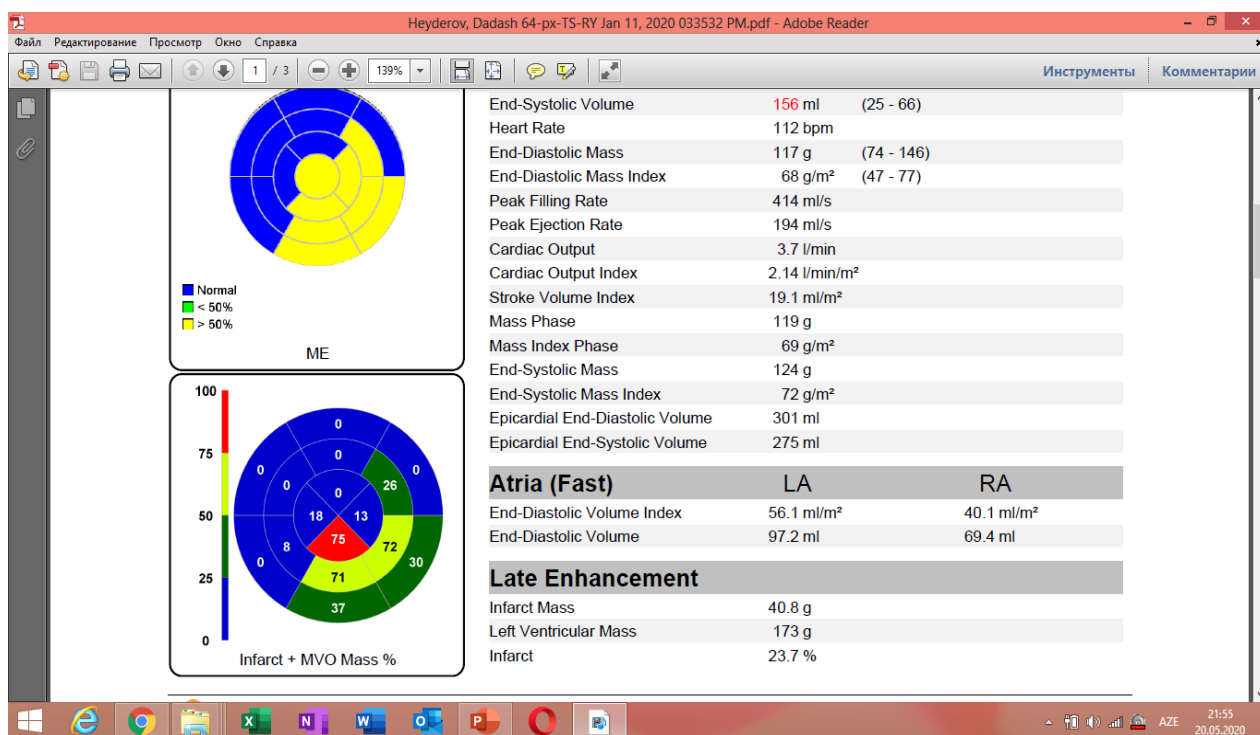 Heyderov, Dadash 64-px-TS-RY Jan 11, 2020 033532 PM.pdf - Adobe Reader
Файл Редактирование Просмотр Окно Справка
1 / 3 139% Инструменты Комментарии
End-Systolic Volume 156 ml (25 - 66)
Heart Rate 112 bpm
End-Diastolic Mass 117 g (74 - 146)
End-Diastolic Mass Index 68 g/m² (47 - 77)
Peak Filling Rate 414 ml/s
Peak Ejection Rate 194 ml/s
Cardiac Output 3.7 l/min
Cardiac Output Index 2.14 l/min/m²
Stroke Volume Index 19.1 ml/m²
Mass Phase 119 g
Mass Index Phase 69 g/m²
End-Systolic Mass 124 g
End-Systolic Mass Index 72 g/m²
Epicardial End-Diastolic Volume 301 ml
Epicardial End-Systolic Volume 275 ml
Atria (Fast) LA RA
End-Diastolic Volume Index 56.1 ml/m² 40.1 ml/m²
End-Diastolic Volume 97.2 ml 69.4 ml
Late Enhancement
Infarct Mass 40.8 g
Left Ventricular Mass 173 g
Infarct 23.7 %
Normal
< 50%
> 50%
ME
100
75
50
25
0
0
0
0 0
0 26
0
18 13
75
8 72
0 30
71
37
Infarct + MVO Mass %
X N W O P
AZE
21:55
20.05.2020